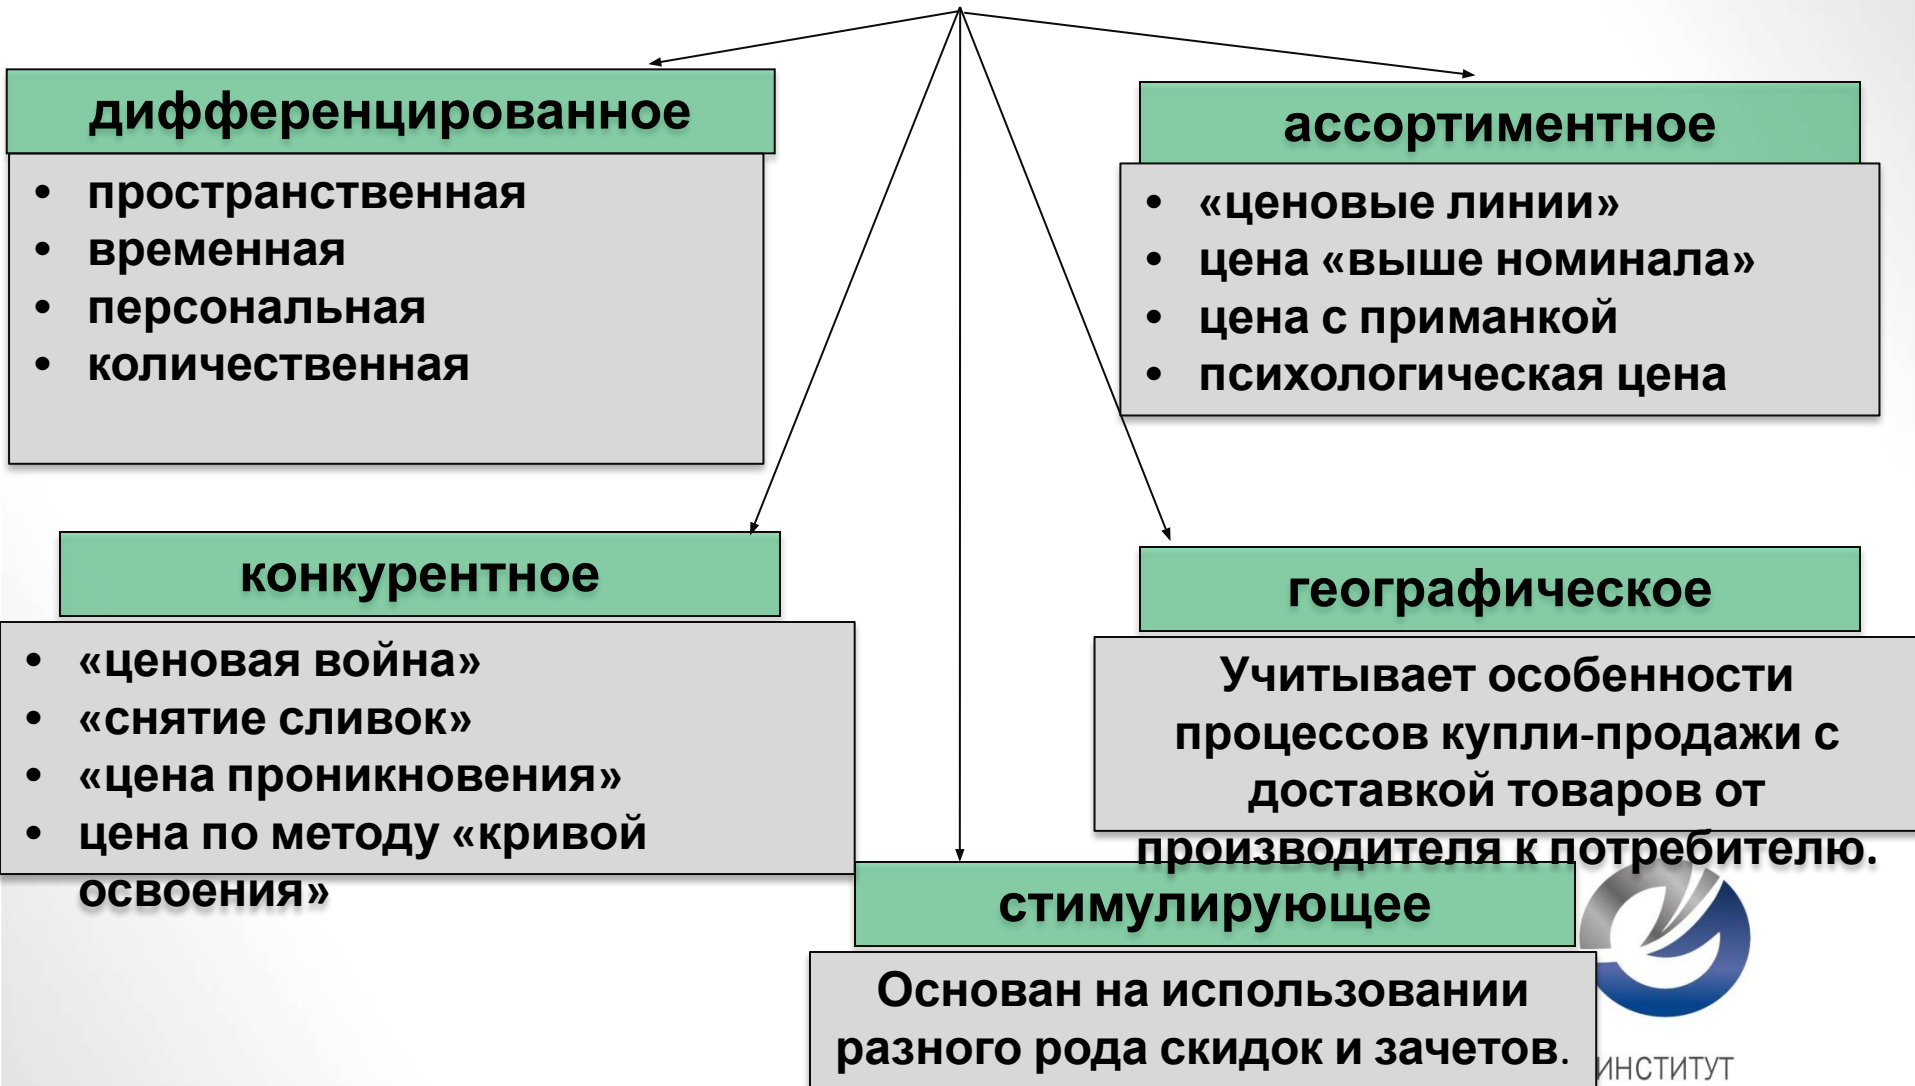 дифференцированное
• пространственная
• временная
• персональная
• количественная
ассортиментное
• «ценовые линии»
• цена «выше номинала»
• цена с приманкой
• психологическая цена
конкурентное
• «ценовая война»
• «снятие сливок»
• «цена проникновения»
• цена по методу «кривой
освоения»
географическое
Учитывает особенности
процессов купли-продажи с
доставкой товаров от
производителя к потребителю.
стимулирующее
Основан на использовании
разного рода скидок и зачетов.
ИНСТИТУТ